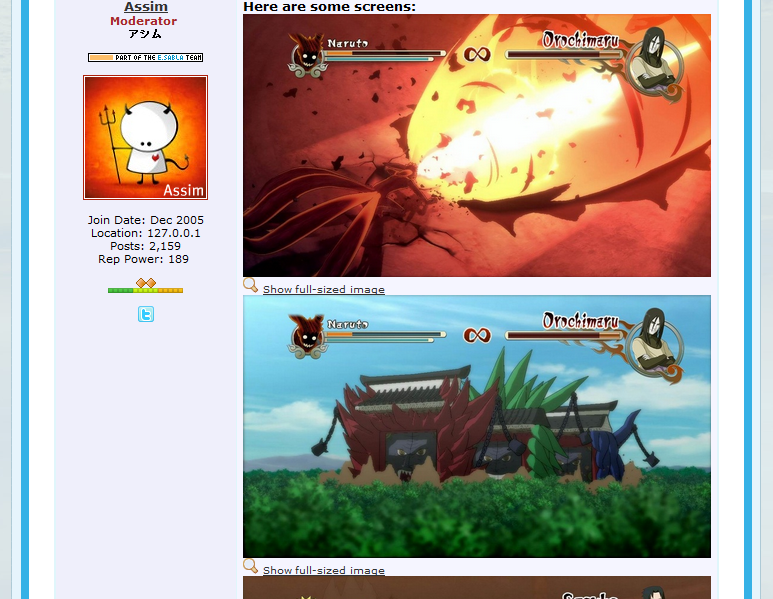 Assim
Moderator
アシム
PART OF THE E.SABLA TEAM
Assim
Join Date: Dec 2005
Location: 127.0.0.1
Posts: 2,159
Rep Power: 189
Here are some screens:
Naruto
Orochimaru
Show full-sized image
Naruto
Orochimaru
Show full-sized image